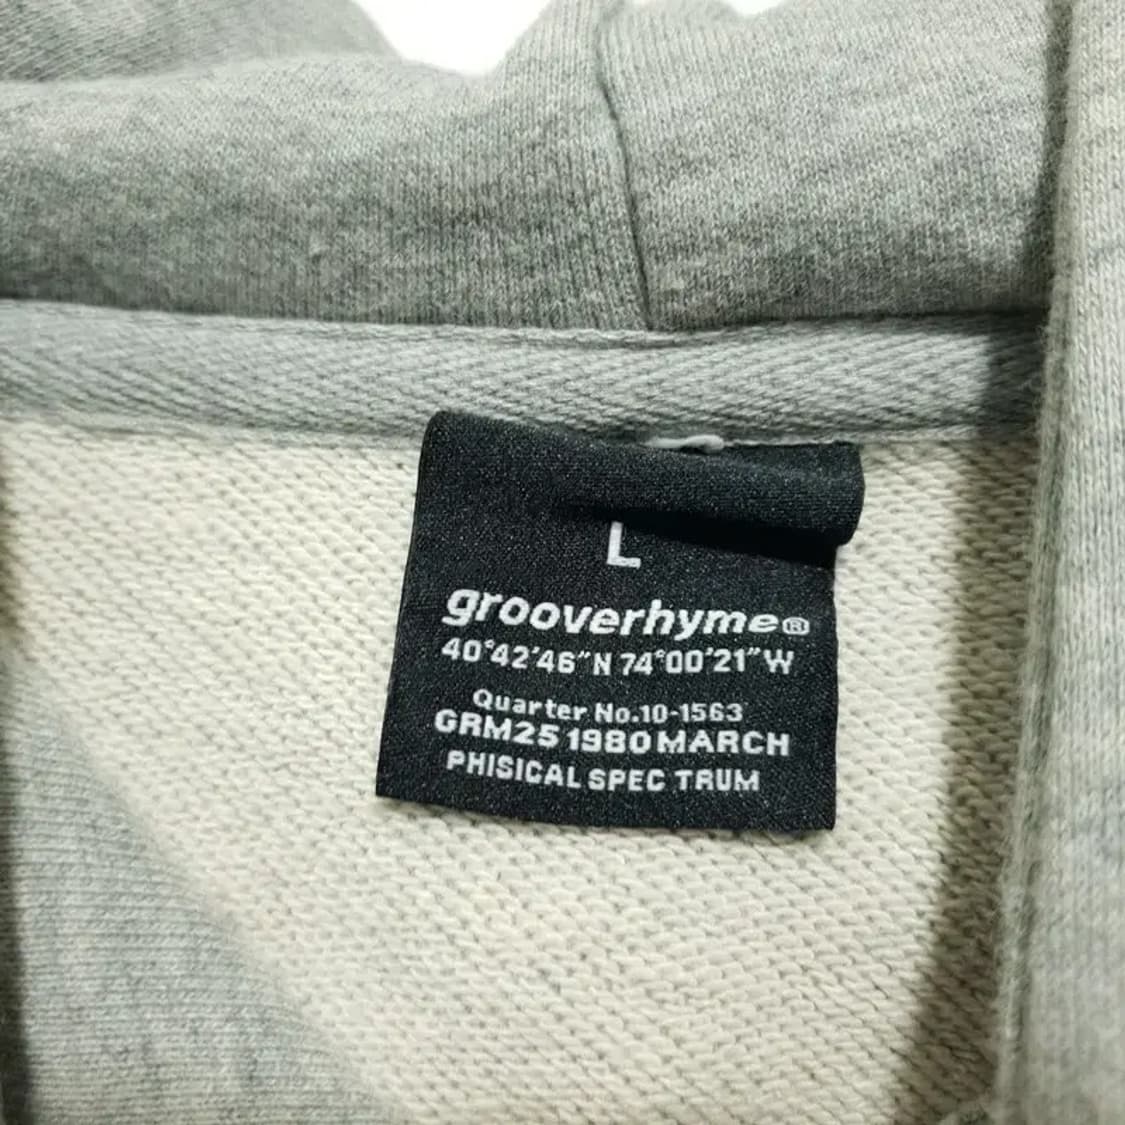 L
grooverhyme®
40°42'46"N 74°00'21"W
Quarter No.10-1563
GRM25 1980 MARCH
PHISICAL SPEC TRUM